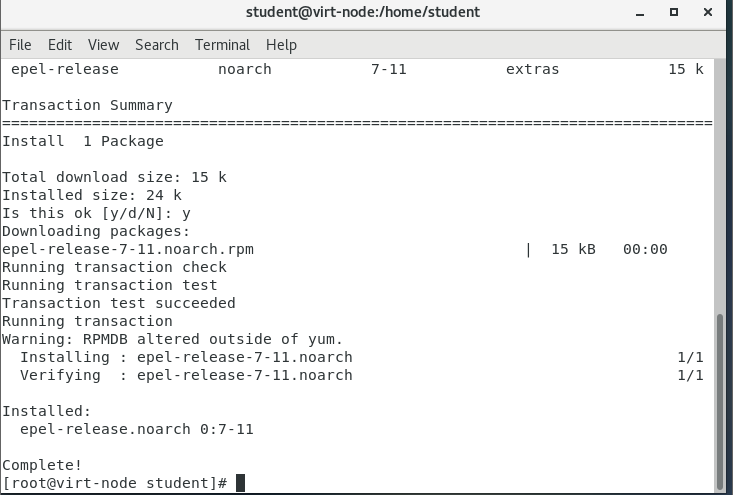 student@virt-node:/home/student
File Edit View Search Terminal Help
epel-release noarch 7-11 extras 15 k
Transaction Summary
================================================================================
Install  1 Package
Total download size: 15 k
Installed size: 24 k
Is this ok [y/d/N]: y
Downloading packages:
epel-release-7-11.noarch.rpm | 15 kB 00:00
Running transaction check
Running transaction test
Transaction test succeeded
Running transaction
Warning: RPMDB altered outside of yum.
Installing : epel-release-7-11.noarch 1/1
Verifying  : epel-release-7-11.noarch 1/1
Installed:
epel-release.noarch 0:7-11
Complete!
[root@virt-node student]#